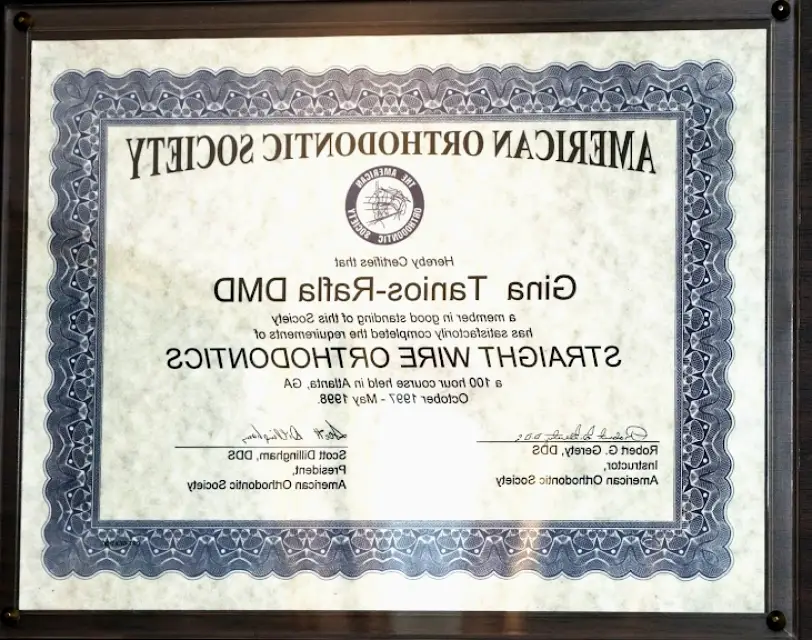 AMERICAN ORTHODONTIC SOCIETY
THE AMERICAN
ORTHODONTIC SOCIETY
Hereby Certifies that
Gina Tanios-Rafla DMD
a member in good standing of this Society
has satisfactorily completed the requirements of
STRAIGHT WIRE ORTHODONTICS
a 100 hour course held in Atlanta, GA,
October 1997 - May 1998.
Robert G. Gerety, DDS
Instructor,
American Orthodontic Society
Scott Dillingham
Scott Dillingham, DDS
President,
American Orthodontic Society